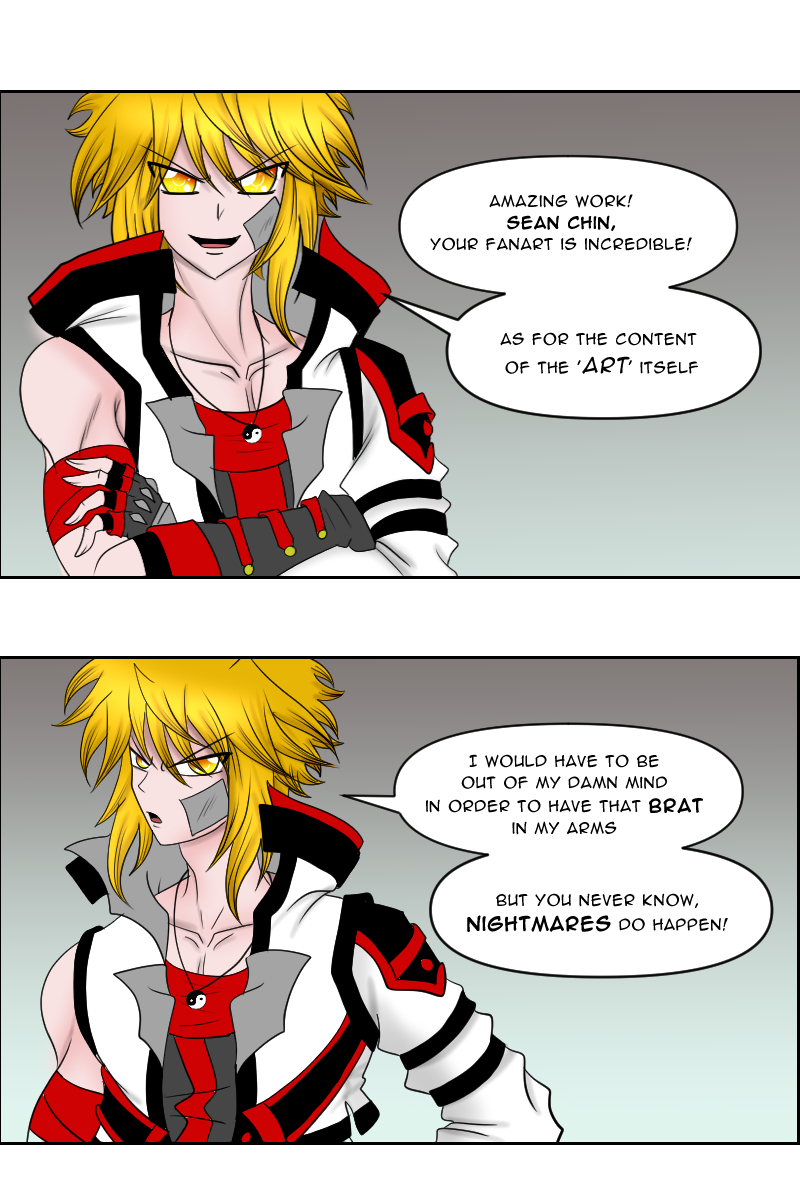 AMAZING WORK!
SEAN CHIN,
YOUR FANART IS INCREDIBLE!
AS FOR THE CONTENT
OF THE 'ART' ITSELF
I WOULD HAVE TO BE
OUT OF MY DAMN MIND
IN ORDER TO HAVE THAT BRAT
IN MY ARMS
BUT YOU NEVER KNOW,
NIGHTMARES DO HAPPEN!